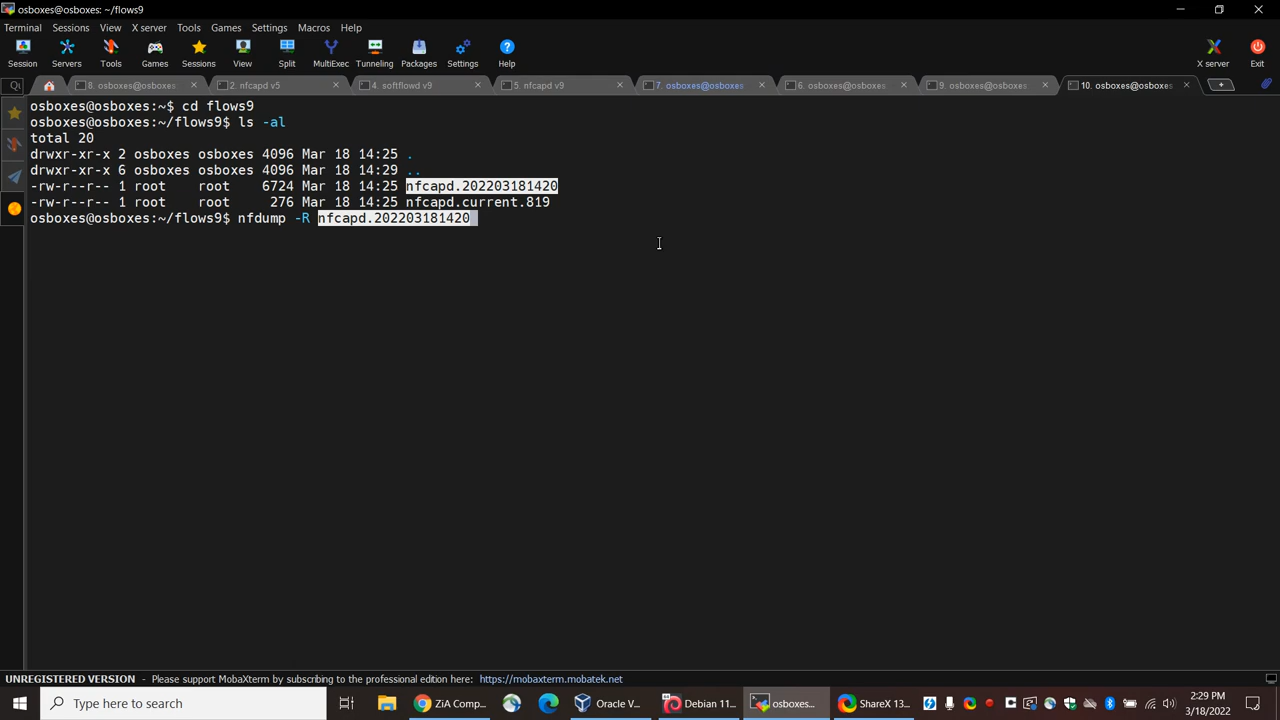 osboxes@osboxes: ~/flows9
Terminal Sessions View X server Tools Games Settings Macros Help
Session Servers Tools Games Sessions View Split MultiExec Tunneling Packages Settings Help X server Exit
8. osboxes@osboxes: 2. nfcapd v5 4. softflowd v9 5. nfcapd v9 7. osboxes@osboxes 6. osboxes@osboxes: 9. osboxes@osboxes: 10. osboxes@osboxes:
osboxes@osboxes:~$ cd flows9
osboxes@osboxes:~/flows9$ ls -al
total 20
drwxr-xr-x 2 osboxes osboxes 4096 Mar 18 14:25 .
drwxr-xr-x 6 osboxes osboxes 4096 Mar 18 14:29 ..
-rw-r--r-- 1 root root 6724 Mar 18 14:25 nfcapd.202203181420
-rw-r--r-- 1 root root 276 Mar 18 14:25 nfcapd.current.819
osboxes@osboxes:~/flows9$ nfdump -R nfcapd.202203181420
UNREGISTERED VERSION - Please support MobaXterm by subscribing to the professional edition here: https://mobaxterm.mobatek.net
Type here to search ZiA Comp... Oracle V... Debian 11... osboxes... ShareX 13... 2:29 PM
3/18/2022